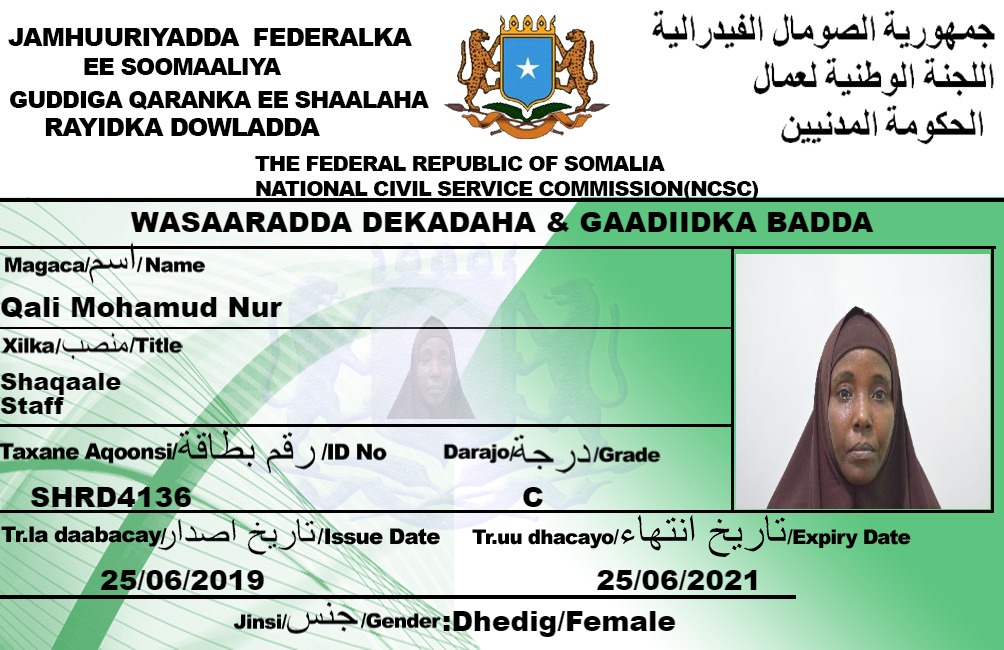 JAMHUURIYADDA FEDERALKA
EE SOOMAALIYA
GUDDIGA QARANKA EE SHAALAHA
RAYIDKA DOWLADDA
جمهورية الصومال الفيدرالية
اللجنة الوطنية لعمال
الحكومة المدنيين
THE FEDERAL REPUBLIC OF SOMALIA
NATIONAL CIVIL SERVICE COMMISSION(NCSC)
WASAARADDA DEKADAHA & GAADIIDKA BADDA
Magaca/اسم/Name
Qali Mohamud Nur
Xilka/منصب/Title
Shaqaale
Staff
Taxane Aqoonsi/رقم بطاقة/ID No
SHRD4136
Darajo/درجة/Grade
C
Tr.la daabacay/تاريخ اصدار/Issue Date
25/06/2019
Tr.uu dhacayo/تاريخ انتهاء/Expiry Date
25/06/2021
Jinsi/جنس/Gender:Dhedig/Female